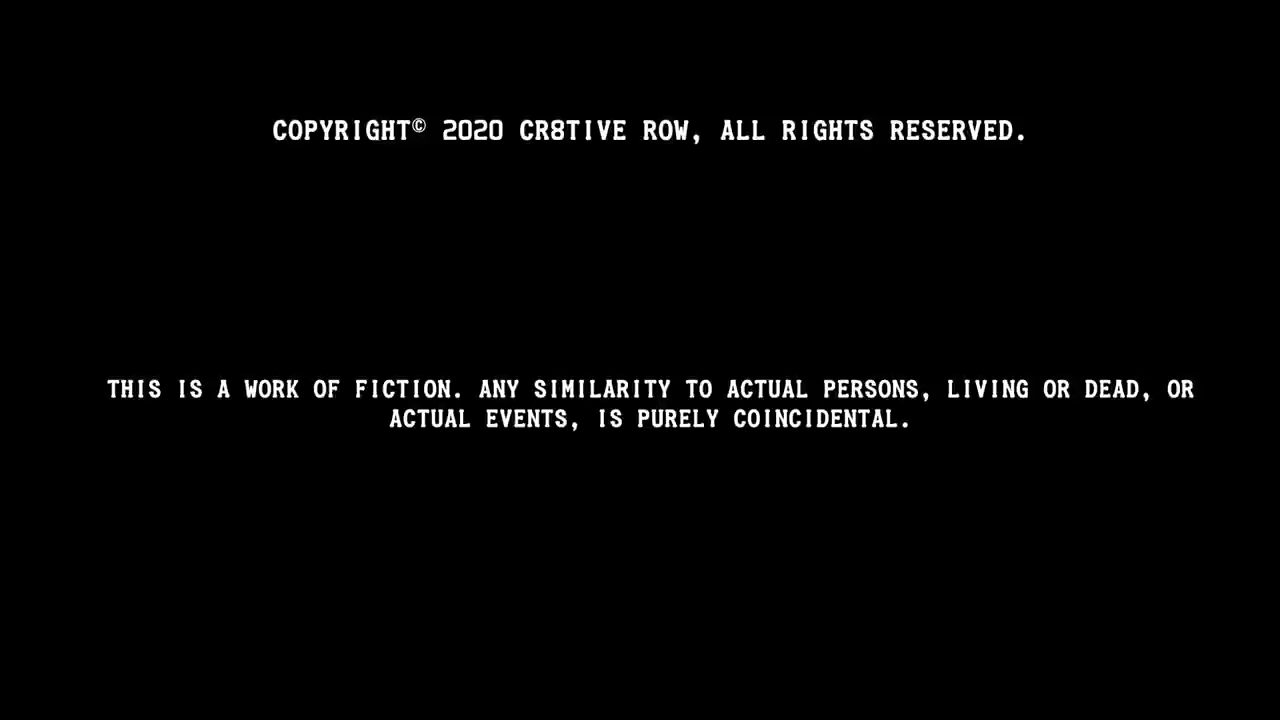 COPYRIGHT© 2020 CR8TIVE ROW, ALL RIGHTS RESERVED.
THIS IS A WORK OF FICTION. ANY SIMILARITY TO ACTUAL PERSONS, LIVING OR DEAD, OR
ACTUAL EVENTS, IS PURELY COINCIDENTAL.